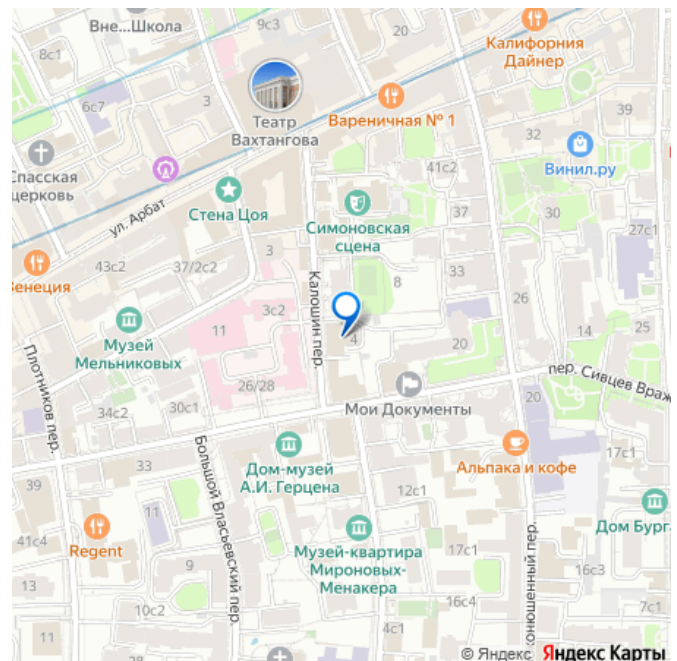 Вне...Школа
8с1
9с3
20
Калифорния
Дайнер
6с7
3
Театр
Вахтангова
Вареничная № 1
39
32
Винил.ру
Спасская
церковь
41с2
ул. Арбат
Стена Цоя
Симоновская
сцена
37
30
27с1
Венеция
43с2
37/2с2
3
33
8
Калошин пер.
26
Музей
Мельниковых
3с2
11
4
14
25
20
Плотников пер.
26/28
Мои Документы
пер. Сивцев Враж
34с2
30с1
20
33
Большой Власьевский пер.
Дом-музей
А.И. Герцена
Альпака и кофе
17с1
39
12с1
11
Дом Бурга
41с4
Regent
Музей-квартира
Мироновых-
Менакера
17с1
9
16с3
13
конюшенный пер.
10с2
16с4
7с1
11
4с1
© Яндекс Яндекс Карты